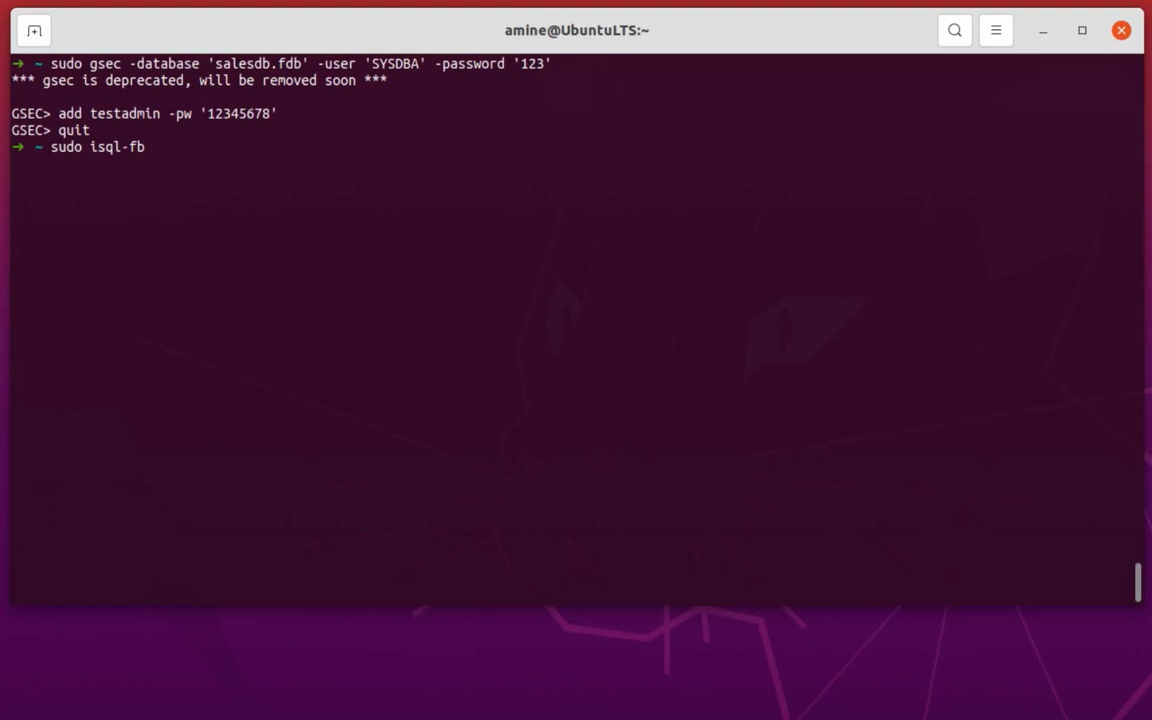 amine@UbuntuLTS:~
→ ~ sudo gsec -database 'salesdb.fdb' -user 'SYSDBA' -password '123'
*** gsec is deprecated, will be removed soon ***
GSEC> add testadmin -pw '12345678'
GSEC> quit
→ ~ sudo isql-fb